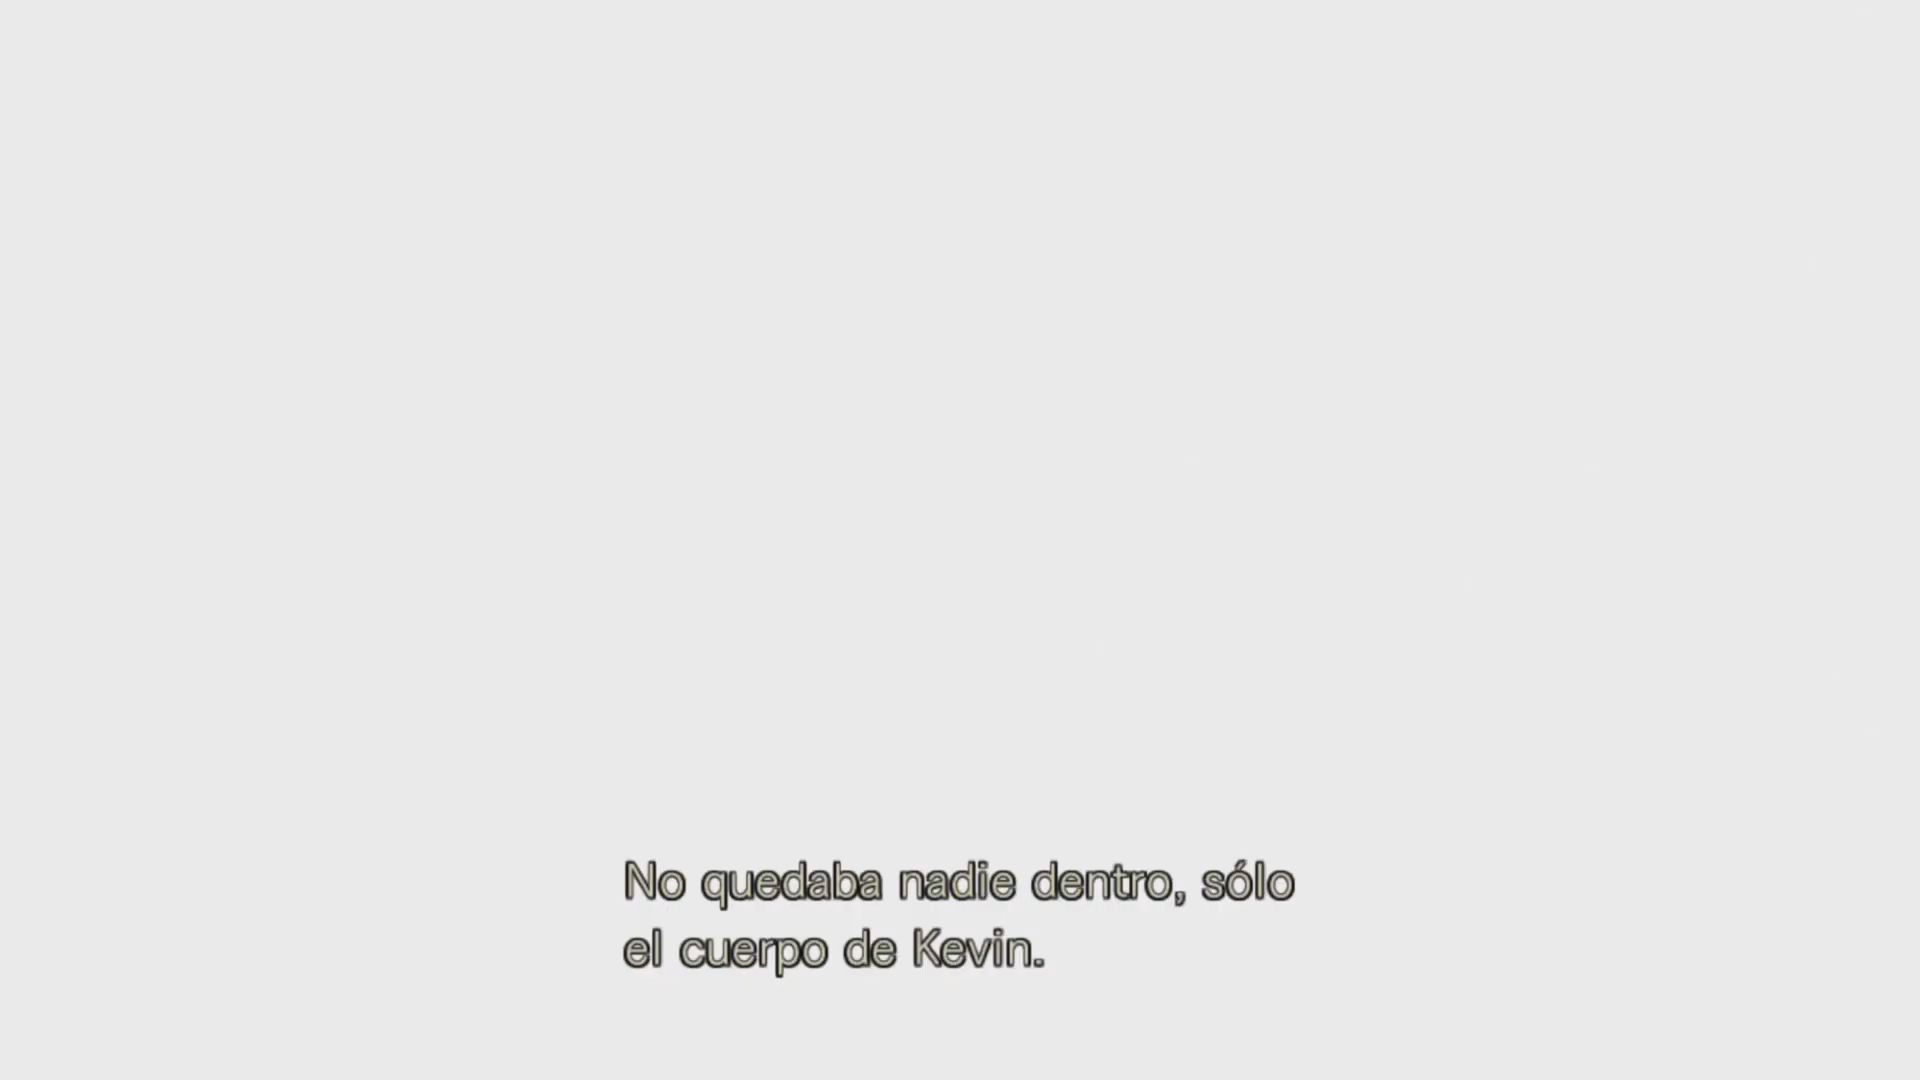 No quedaba nadie dentro, sólo
el cuerpo de Kevin.